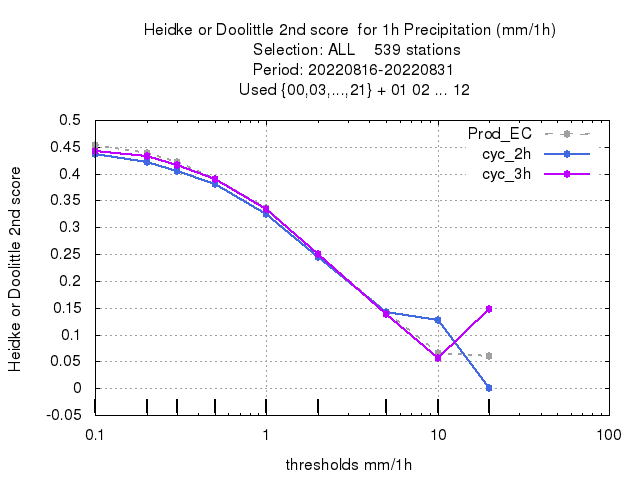 Heidke or Doolittle 2nd score  for 1h Precipitation (mm/1h)
Selection: ALL    539 stations
Period: 20220816-20220831
Used {00,03,...,21} + 01 02 ... 12
Heidke or Doolittle 2nd score
0.5
0.45
0.4
0.35
0.3
0.25
0.2
0.15
0.1
0.05
0
-0.05
Prod_EC
cyc_2h
cyc_3h
0.1 1 10 100
thresholds mm/1h